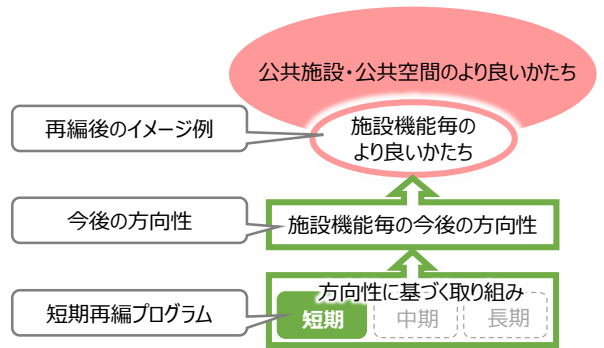 公共施設・公共空間のより良いかたち
再編後のイメージ例
施設機能毎の
より良いかたち
今後の方向性
施設機能毎の今後の方向性
方向性に基づく取り組み
短期再編プログラム
短期
中期
長期